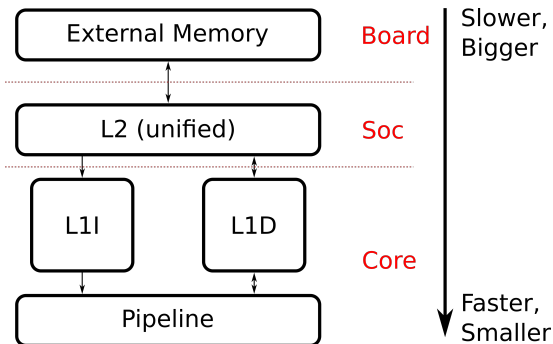 External Memory
Board
Slower,
Bigger
L2 (unified)
Soc
L1I
L1D
Core
Pipeline
Faster,
Smaller